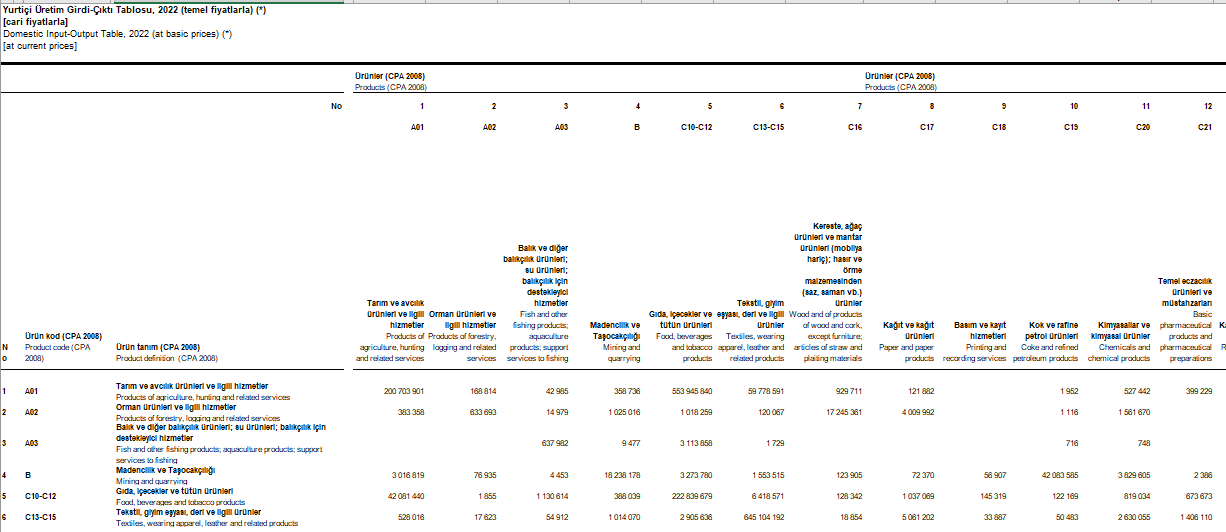 Yurtiçi Üretim Girdi-Çıktı Tablosu, 2022 (temel fiyatlarla) (*)
[cari fiyatlarla]
Domestic Input-Output Table, 2022 (at basic prices) (*)
[at current prices]
Ürünler (CPA 2008) Ürünler (CPA 2008)
Products (CPA 2008) Products (CPA 2008)
No 1 2 3 4 5 6 7 8 9 10 11 12
A01 A02 A03 B C10-C12 C13-C15 C16 C17 C18 C19 C20 C21
Tarım ve avcılık
ürünleri ve ilgili
hizmetler
Products of
agriculture, hunting
and related services
Orman ürünleri ve
ilgili hizmetler
Products of forestry,
logging and related
services
Balık ve diğer
balıkçılık ürünleri;
su ürünleri;
balıkçılık için
destekleyici
hizmetler
Fish and other
fishing products;
aquaculture
products; support
services to fishing
Madencilik ve
Taşocakçılığı
Mining and
quarrying
Gıda, içecekler ve
tütün ürünleri
Food, beverages
and tobacco
products
Tekstil, giyim
eşyası, deri ve ilgili
ürünler
Textiles, wearing
apparel, leather and
related products
Kereste, ağaç
ürünleri ve mantar
ürünleri (mobilya
hariç); hasır ve
örme
malzemesinden
(saz, saman vb.)
ürünler
Wood and of products
of wood and cork,
except furniture;
articles of straw and
plaiting materials
Kağıt ve kağıt
ürünleri
Paper and paper
products
Basım ve kayıt
hizmetleri
Printing and
recording services
Kok ve rafine
petrol ürünleri
Coke and refined
petroleum products
Kimyasallar ve
kimyasal ürünler
Chemicals and
chemical products
Temel eczacılık
ürünleri ve
müstahzarları
Basic
pharmaceutical
products and
pharmaceutical
preparations
Ka
R
N
o
Ürün kod (CPA 2008)
Product code (CPA
2008)
Ürün tanım (CPA 2008)
Product definition (CPA 2008)
1 A01 Tarım ve avcılık ürünleri ve ilgili hizmetler 200 703 901 168 814 42 985 358 736 553 945 840 59 778 591 929 711 121 882 1 952 527 442 399 229
Products of agriculture, hunting and related services
2 A02 Orman ürünleri ve ilgili hizmetler 383 358 633 693 14 979 1 025 016 1 018 259 120 067 17 245 361 4 009 992 1 116 1 561 670
Products of forestry, logging and related services
Balık ve diğer balıkçılık ürünleri; su ürünleri; balıkçılık için
destekleyici hizmetler
3 A03 637 982 9 477 3 113 858 1 729 716 748
Fish and other fishing products; aquaculture products; support
services to fishing
4 B Madencilik ve Taşocakçılığı 3 016 819 76 935 4 453 18 238 178 3 273 780 1 553 515 123 905 72 370 56 907 42 083 585 3 829 605 2 386
Mining and quarrying
5 C10-C12 Gıda, içecekler ve tütün ürünleri 42 081 440 1 855 1 130 614 388 039 222 839 679 6 418 571 128 342 1 037 069 145 319 122 169 819 034 673 673
Food, beverages and tobacco products
6 C13-C15 Tekstil, giyim eşyası, deri ve ilgili ürünler 528 016 17 623 54 912 1 014 070 2 905 636 645 104 192 18 854 5 061 202 33 887 50 483 2 630 055 1 406 110
Textiles, wearing apparel, leather and related products